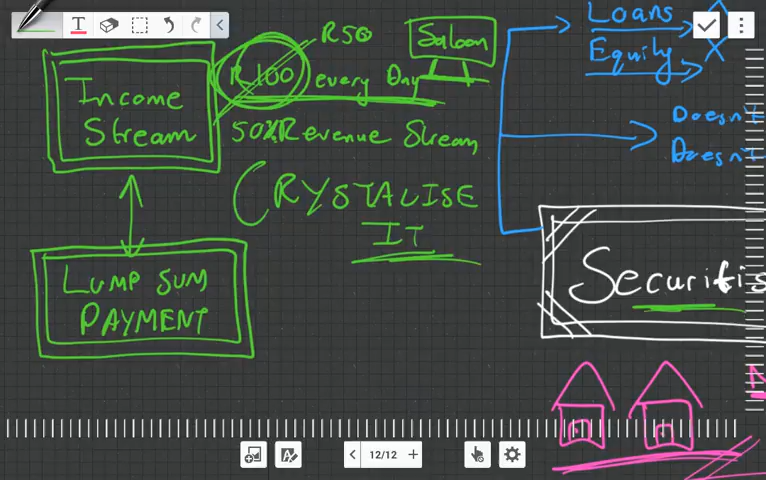 T
Income
Stream
R100
R50
every Day
Saloon
50% Revenue Stream
CRYSTALISE
IT
LUMP SUM
PAYMENT
Loans
Equity X
Doesn't
Doesn't
Securitis
12/12